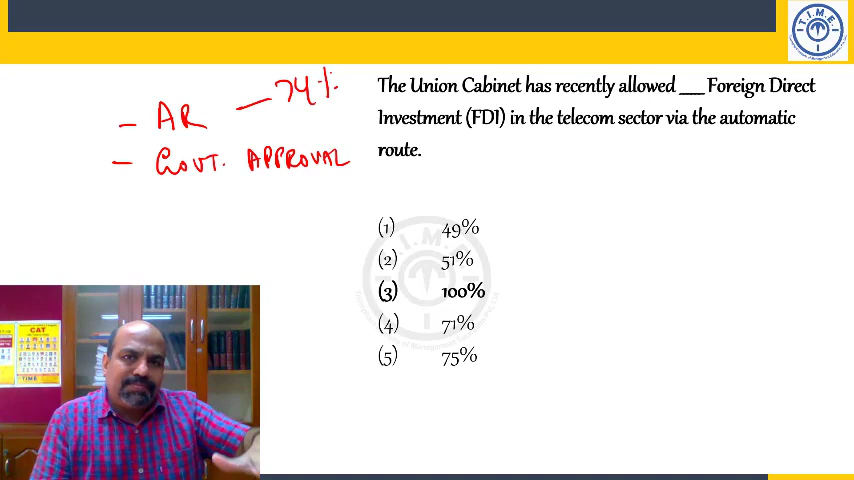 T.I.M.E.
- AR - 74%
- GOVT. APPROVAL
The Union Cabinet has recently allowed ___ Foreign Direct
Investment (FDI) in the telecom sector via the automatic
route.
(1) 49%
(2) 51%
(3) 100%
(4) 71%
(5) 75%
T.I.M.E.
CAT
TIME